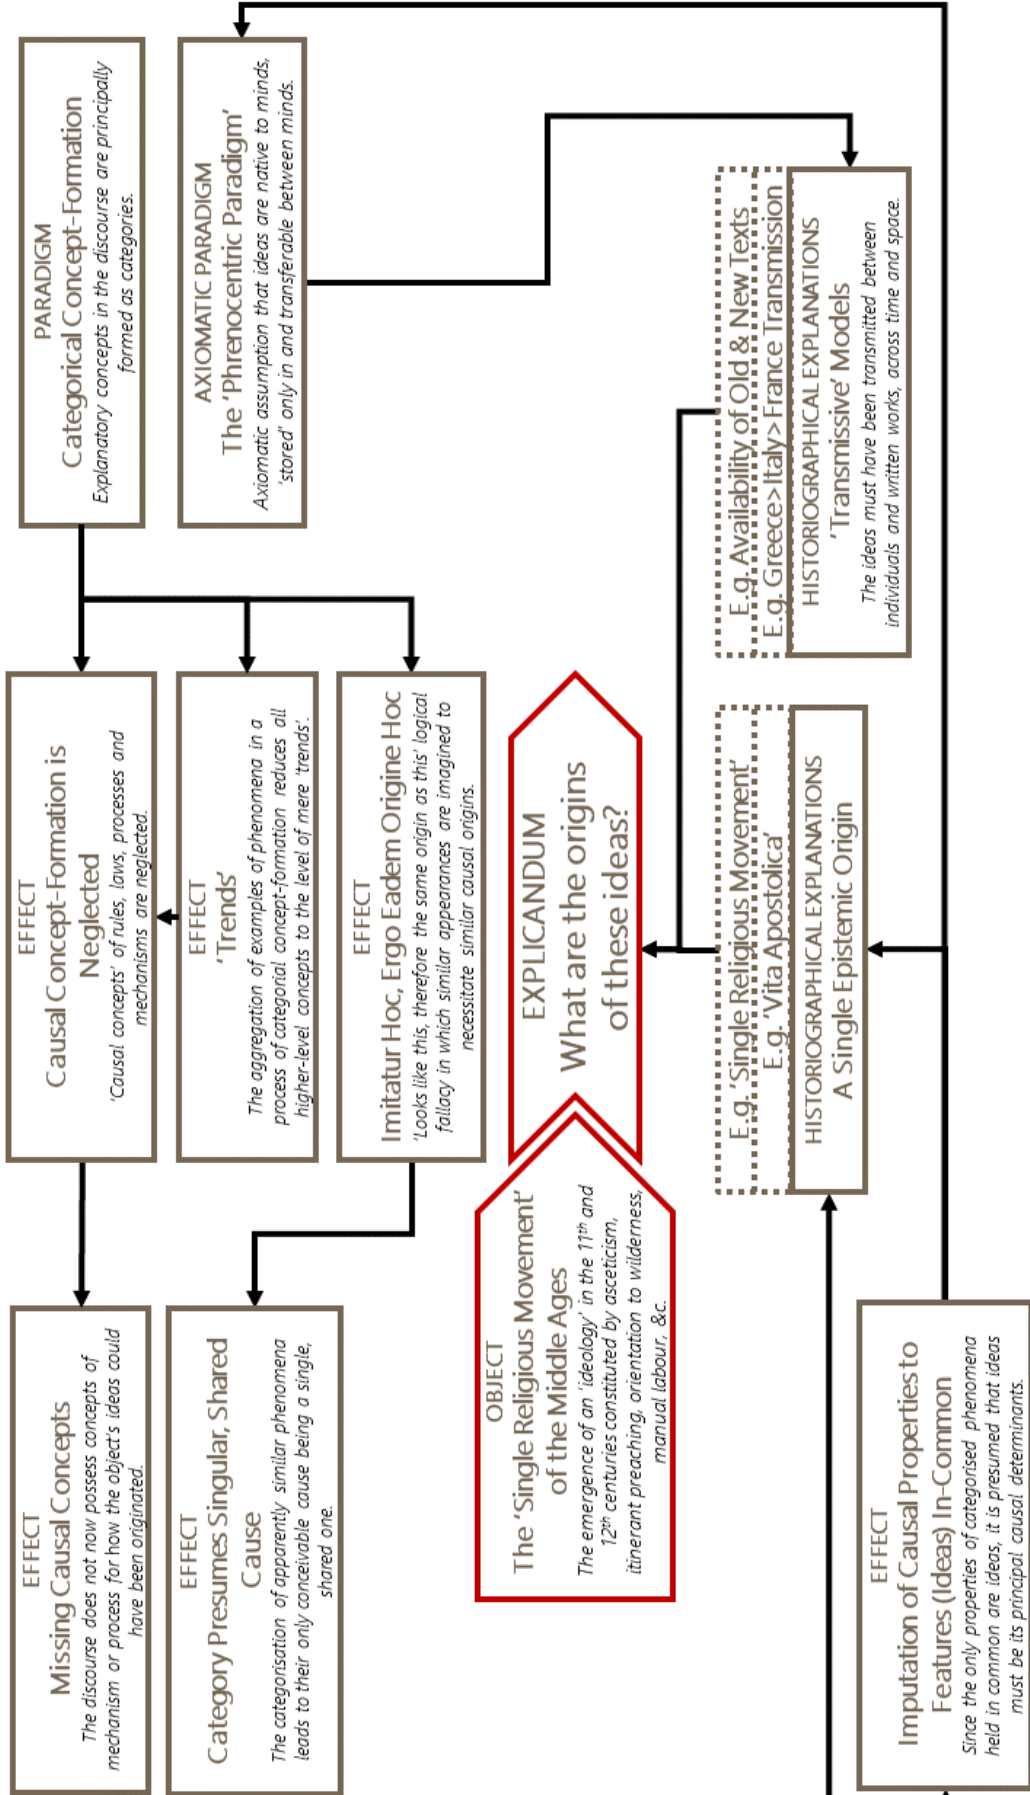 EFFECT
Missing Causal Concepts
The discourse does not now possess concepts of
mechanism or process for how the object's ideas could
have been originated.
EFFECT
Causal Concept-Formation is
Neglected
'Causal concepts' of rules, laws, processes and
mechanisms are neglected.
PARADIGM
Categorical Concept-Formation
Explanatory concepts in the discourse are principally
formed as categories.
EFFECT
Category Presumes Singular, Shared
Cause
The categorisation of apparently similar phenomena
leads to their only conceivable cause being a single,
shared one.
EFFECT
'Trends'
The aggregation of examples of phenomena in a
process of categorial concept-formation reduces all
higher-level concepts to the level of mere 'trends'.
AXIOMATIC PARADIGM
The 'Phrenocentric Paradigm'
Axiomatic assumption that ideas are native to minds,
'stored' only in and transferable between minds.
EFFECT
Imitatur Hoc, Ergo Eadem Origine Hoc
'Looks like this, therefore the same origin as this' logical
fallacy in which similar appearances are imagined to
necessitate similar causal origins.
OBJECT
The 'Single Religious Movement'
of the Middle Ages
The emergence of an 'ideology' in the 11th and
12th centuries constituted by asceticism,
itinerant preaching, orientation to wilderness,
manual labour, &c.
EXPLICANDUM
What are the origins
of these ideas?
E.g. 'Single Religious Movement'
E.g. 'Vita Apostolica'
HISTORIOGRAPHICAL EXPLANATIONS
A Single Epistemic Origin
E.g. Availability of Old & New Texts
E.g. Greece>Italy>France Transmission
HISTORIOGRAPHICAL EXPLANATIONS
'Transmissive' Models
The ideas must have been transmitted between
individuals and written works, across time and space.
EFFECT
Imputation of Causal Properties to
Features (Ideas) In-Common
Since the only properties of categorised phenomena
held in common are ideas, it is presumed that ideas
must be its principal causal determinants.